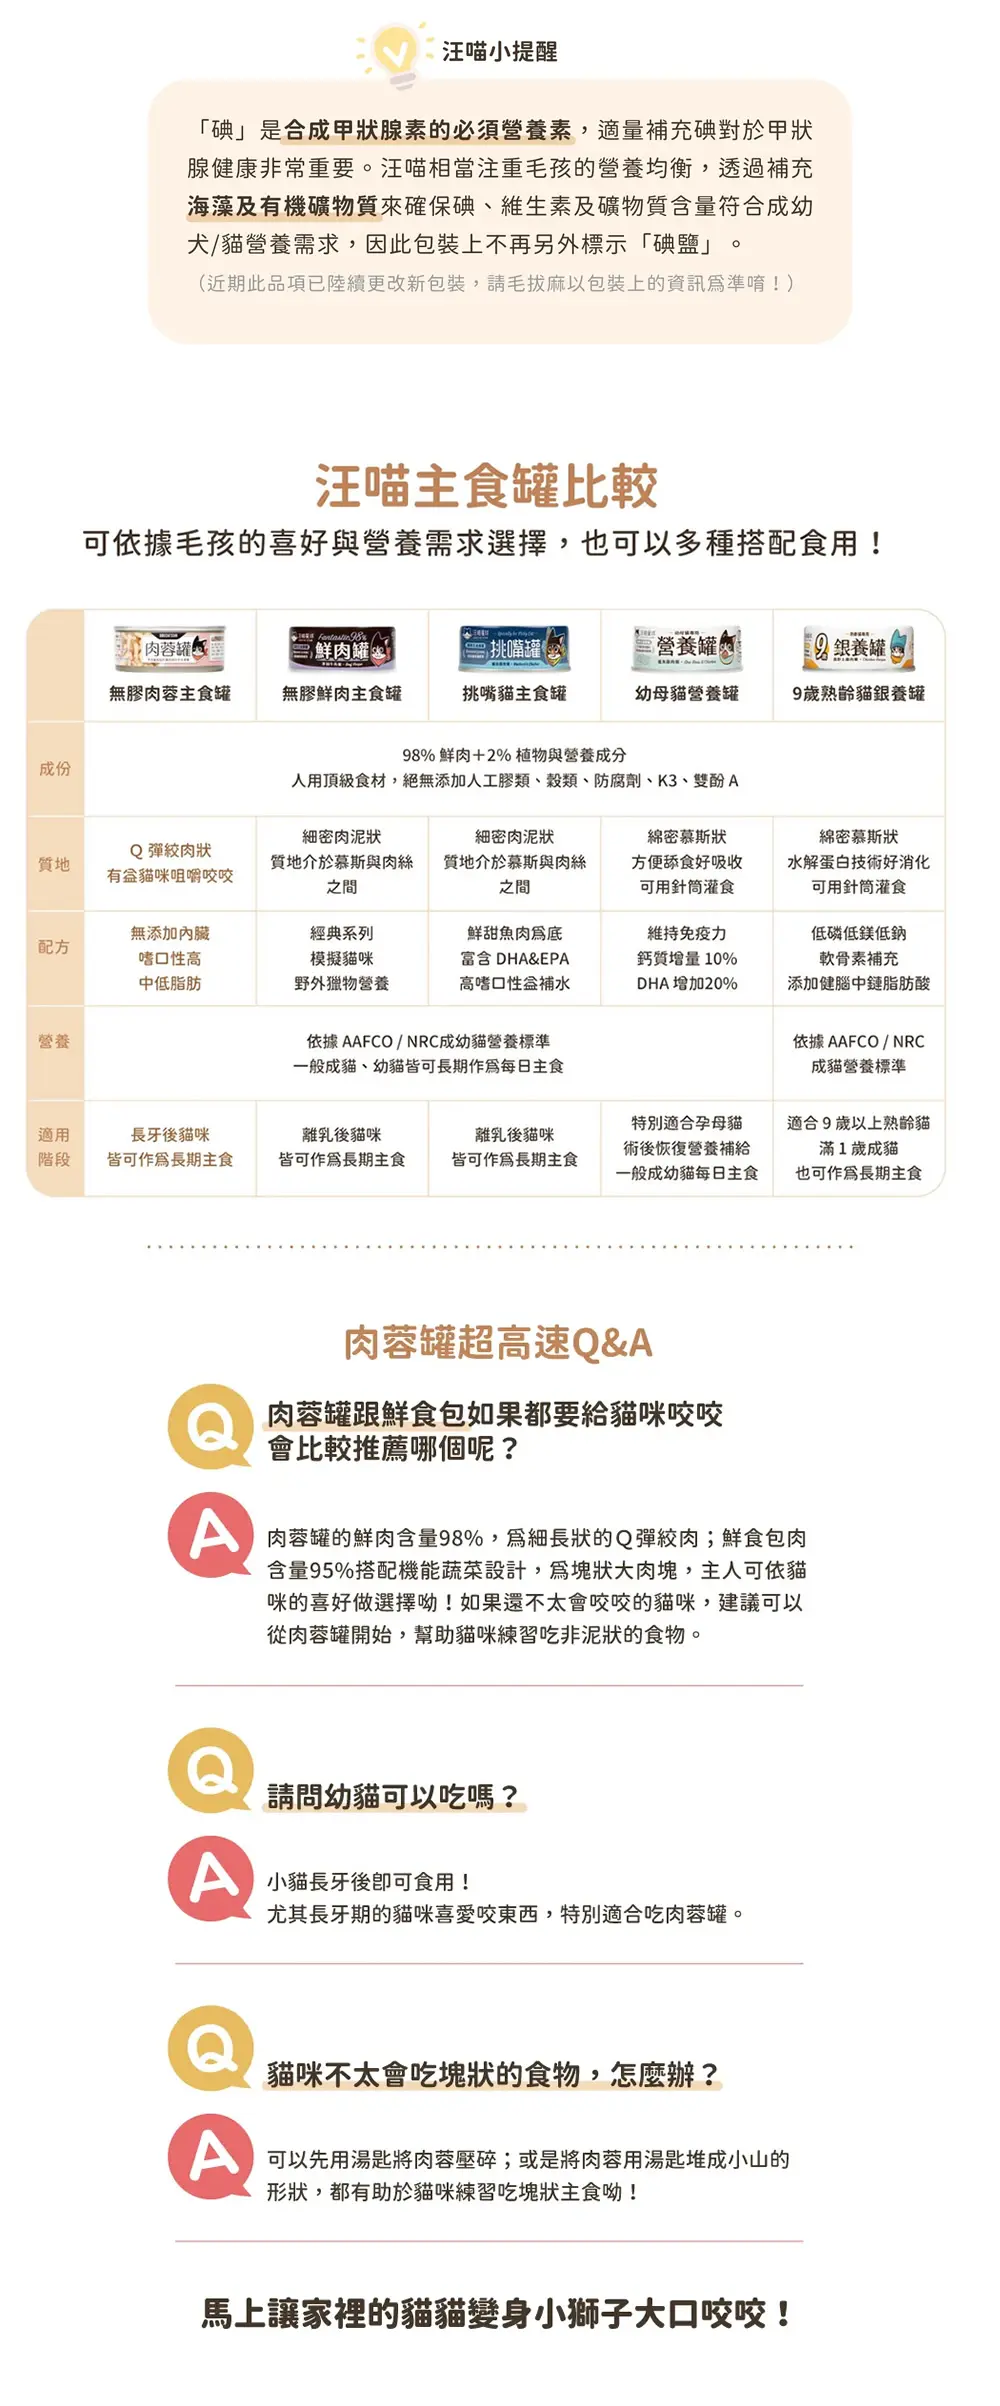 汪喵小提醒
「碘」是合成甲狀腺素的必須營養素，適量補充碘對於甲狀
腺健康非常重要。汪喵相當注重毛孩的營養均衡，透過補充
海藻及有機礦物質來確保碘、維生素及礦物質含量符合成幼
犬/貓營養需求，因此包裝上不再另外標示「碘鹽」。
（近期此品項已陸續更改新包裝，請毛拔麻以包裝上的資訊為準唷！）
汪喵主食罐比較
可依據毛孩的喜好與營養需求選擇，也可以多種搭配食用！
肉蓉罐
Fantastic 98%
鮮肉罐
挑嘴罐
營養罐
9 銀養罐
無膠肉蓉主食罐
無膠鮮肉主食罐
挑嘴貓主食罐
幼母貓營養罐
9歲熟齡貓銀養罐
成份
98% 鮮肉＋2% 植物與營養成分
人用頂級食材，絕無添加人工膠類、穀類、防腐劑、K3、雙酚 A
質地
Q 彈絞肉狀
有益貓咪咀嚼咬咬
細密肉泥狀
質地介於慕斯與肉絲
之間
細密肉泥狀
質地介於慕斯與肉絲
之間
綿密慕斯狀
方便舔食好吸收
可用針筒灌食
綿密慕斯狀
水解蛋白技術好消化
可用針筒灌食
配方
無添加內臟
嗜口性高
中低脂肪
經典系列
模擬貓咪
野外獵物營養
鮮甜魚肉為底
富含 DHA&EPA
高嗜口性益補水
維持免疫力
鈣質增量 10%
DHA 增加20%
低磷低鎂低鈉
軟骨素補充
添加健腦中鏈脂肪酸
營養
依據 AAFCO / NRC成幼貓營養標準
一般成貓、幼貓皆可長期作為每日主食
依據 AAFCO / NRC
成貓營養標準
適用
階段
長牙後貓咪
皆可作為長期主食
離乳後貓咪
皆可作為長期主食
離乳後貓咪
皆可作為長期主食
特別適合孕母貓
術後恢復營養補給
一般成幼貓每日主食
適合 9 歲以上熟齡貓
滿 1 歲成貓
也可作為長期主食
肉蓉罐超高速Q&A
Q
肉蓉罐跟鮮食包如果都要給貓咪咬咬
會比較推薦哪個呢？
A
肉蓉罐的鮮肉含量98%，為細長狀的Q彈絞肉；鮮食包肉
含量95%搭配機能蔬菜設計，為塊狀大肉塊，主人可依貓
咪的喜好做選擇呦！如果還不太會咬咬的貓咪，建議可以
從肉蓉罐開始，幫助貓咪練習吃非泥狀的食物。
Q
請問幼貓可以吃嗎？
A
小貓長牙後即可食用！
尤其長牙期的貓咪喜愛咬東西，特別適合吃肉蓉罐。
Q
貓咪不太會吃塊狀的食物，怎麼辦？
A
可以先用湯匙將肉蓉壓碎；或是將肉蓉用湯匙堆成小山的
形狀，都有助於貓咪練習吃塊狀主食呦！
馬上讓家裡的貓貓變身小獅子大口咬咬！